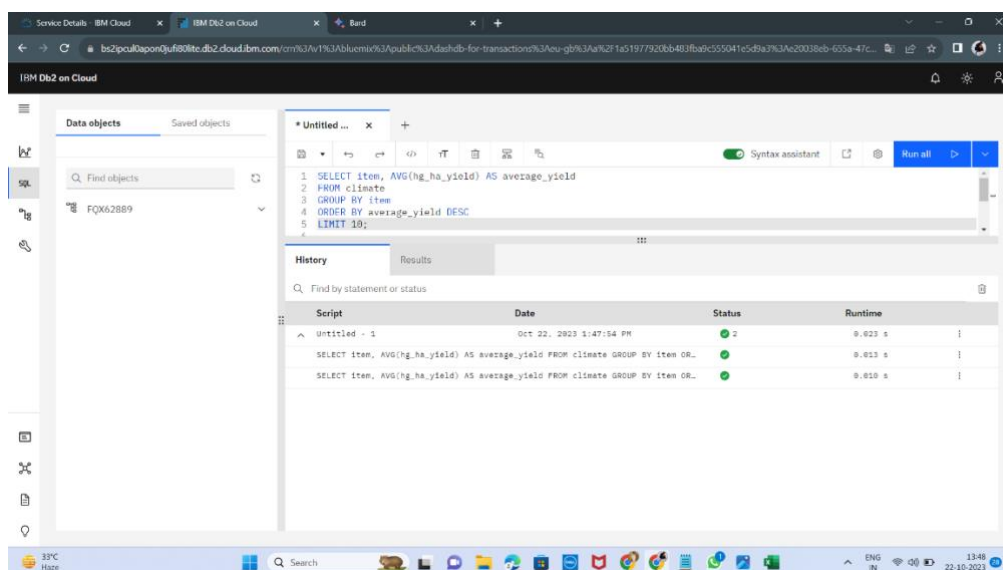 Service Details - IBM Cloud
IBM Db2 on Cloud
Bard
IBM Db2 on Cloud
Data objects
Saved objects
* Untitled ...
Syntax assistant
Run all
Find objects
FQX62889
1 SELECT item, AVG(hg_ha_yield) AS average_yield
2 FROM climate
3 GROUP BY item
4 ORDER BY average_yield DESC
5 LIMIT 10;
History
Results
Find by statement or status
Script Date Status Runtime
Untitled - 1 Oct 22, 2023 1:47:54 PM 2 0.023 s
SELECT item, AVG(hg_ha_yield) AS average_yield FROM climate GROUP BY item OR... 0.013 s
SELECT item, AVG(hg_ha_yield) AS average_yield FROM climate GROUP BY item OR... 0.010 s
33°C
Haze
Search
ENG
IN
13:48
22-10-2023